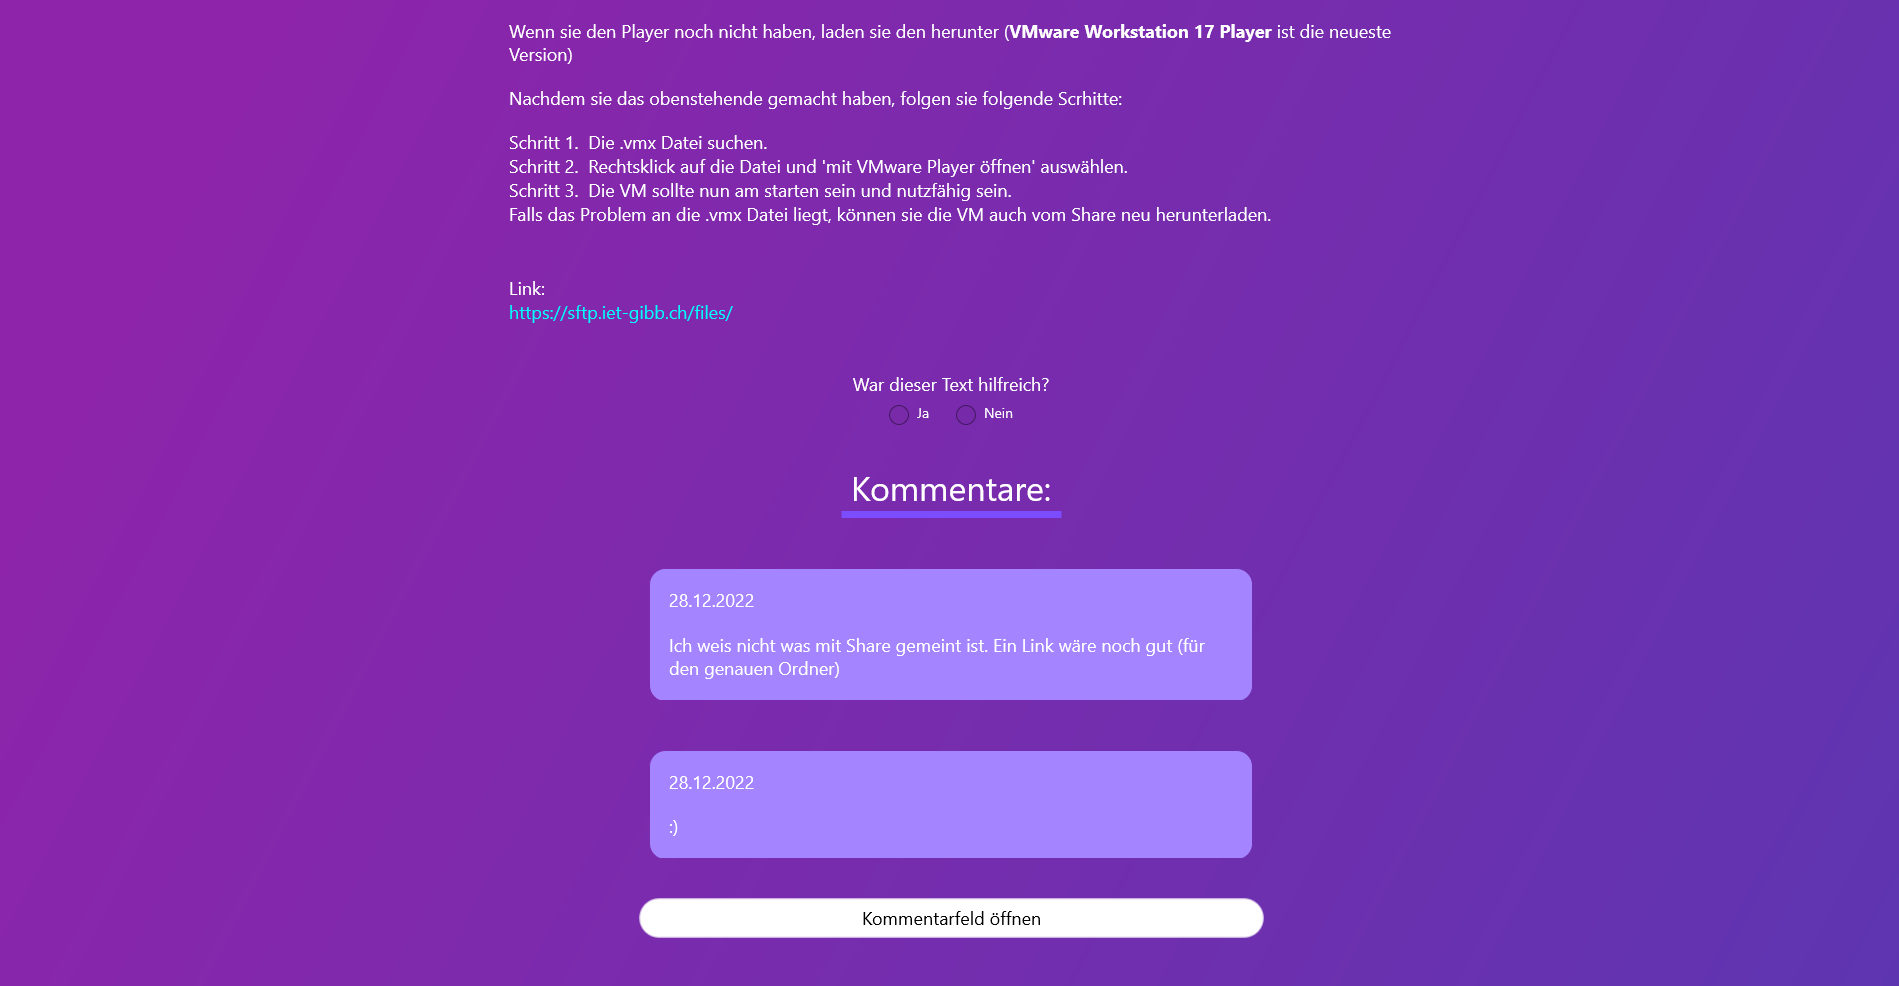 Wenn sie den Player noch nicht haben, laden sie den herunter (VMware Workstation 17 Player ist die neueste
Version)
Nachdem sie das obenstehende gemacht haben, folgen sie folgende Scrhitte:
Schritt 1.  Die .vmx Datei suchen.
Schritt 2.  Rechtsklick auf die Datei und 'mit VMware Player öffnen' auswählen.
Schritt 3.  Die VM sollte nun am starten sein und nutzfähig sein.
Falls das Problem an die .vmx Datei liegt, können sie die VM auch vom Share neu herunterladen.
Link:
https://sftp.iet-gibb.ch/files/
War dieser Text hilfreich?
Ja Nein
Kommentare:
28.12.2022
Ich weis nicht was mit Share gemeint ist. Ein Link wäre noch gut (für
den genauen Ordner)
28.12.2022
:)
Kommentarfeld öffnen